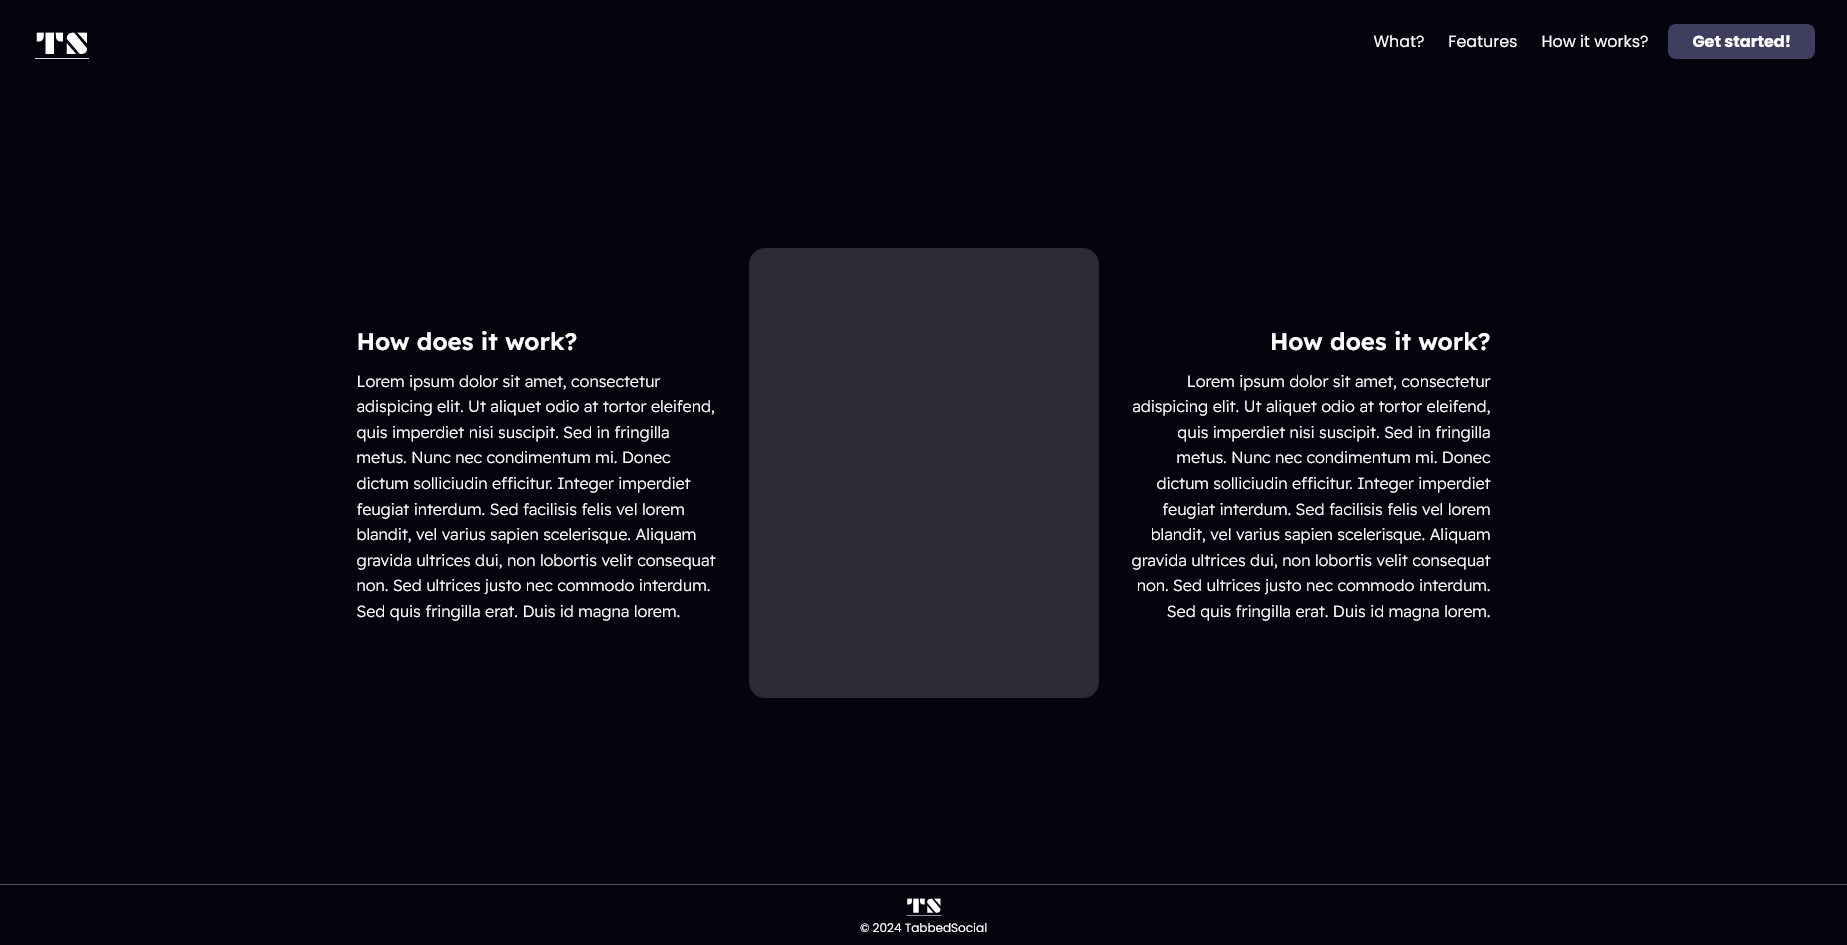 TS
What? Features How it works? Get started!
How does it work?
Lorem ipsum dolor sit amet, consectetur
adispicing elit. Ut aliquet odio at tortor eleifend,
quis imperdiet nisi suscipit. Sed in fringilla
metus. Nunc nec condimentum mi. Donec
dictum solliciudin efficitur. Integer imperdiet
feugiat interdum. Sed facilisis felis vel lorem
blandit, vel varius sapien scelerisque. Aliquam
gravida ultrices dui, non lobortis velit consequat
non. Sed ultrices justo nec commodo interdum.
Sed quis fringilla erat. Duis id magna lorem.
How does it work?
Lorem ipsum dolor sit amet, consectetur
adispicing elit. Ut aliquet odio at tortor eleifend,
quis imperdiet nisi suscipit. Sed in fringilla
metus. Nunc nec condimentum mi. Donec
dictum solliciudin efficitur. Integer imperdiet
feugiat interdum. Sed facilisis felis vel lorem
blandit, vel varius sapien scelerisque. Aliquam
gravida ultrices dui, non lobortis velit consequat
non. Sed ultrices justo nec commodo interdum.
Sed quis fringilla erat. Duis id magna lorem.
TS
© 2024 TabbedSocial